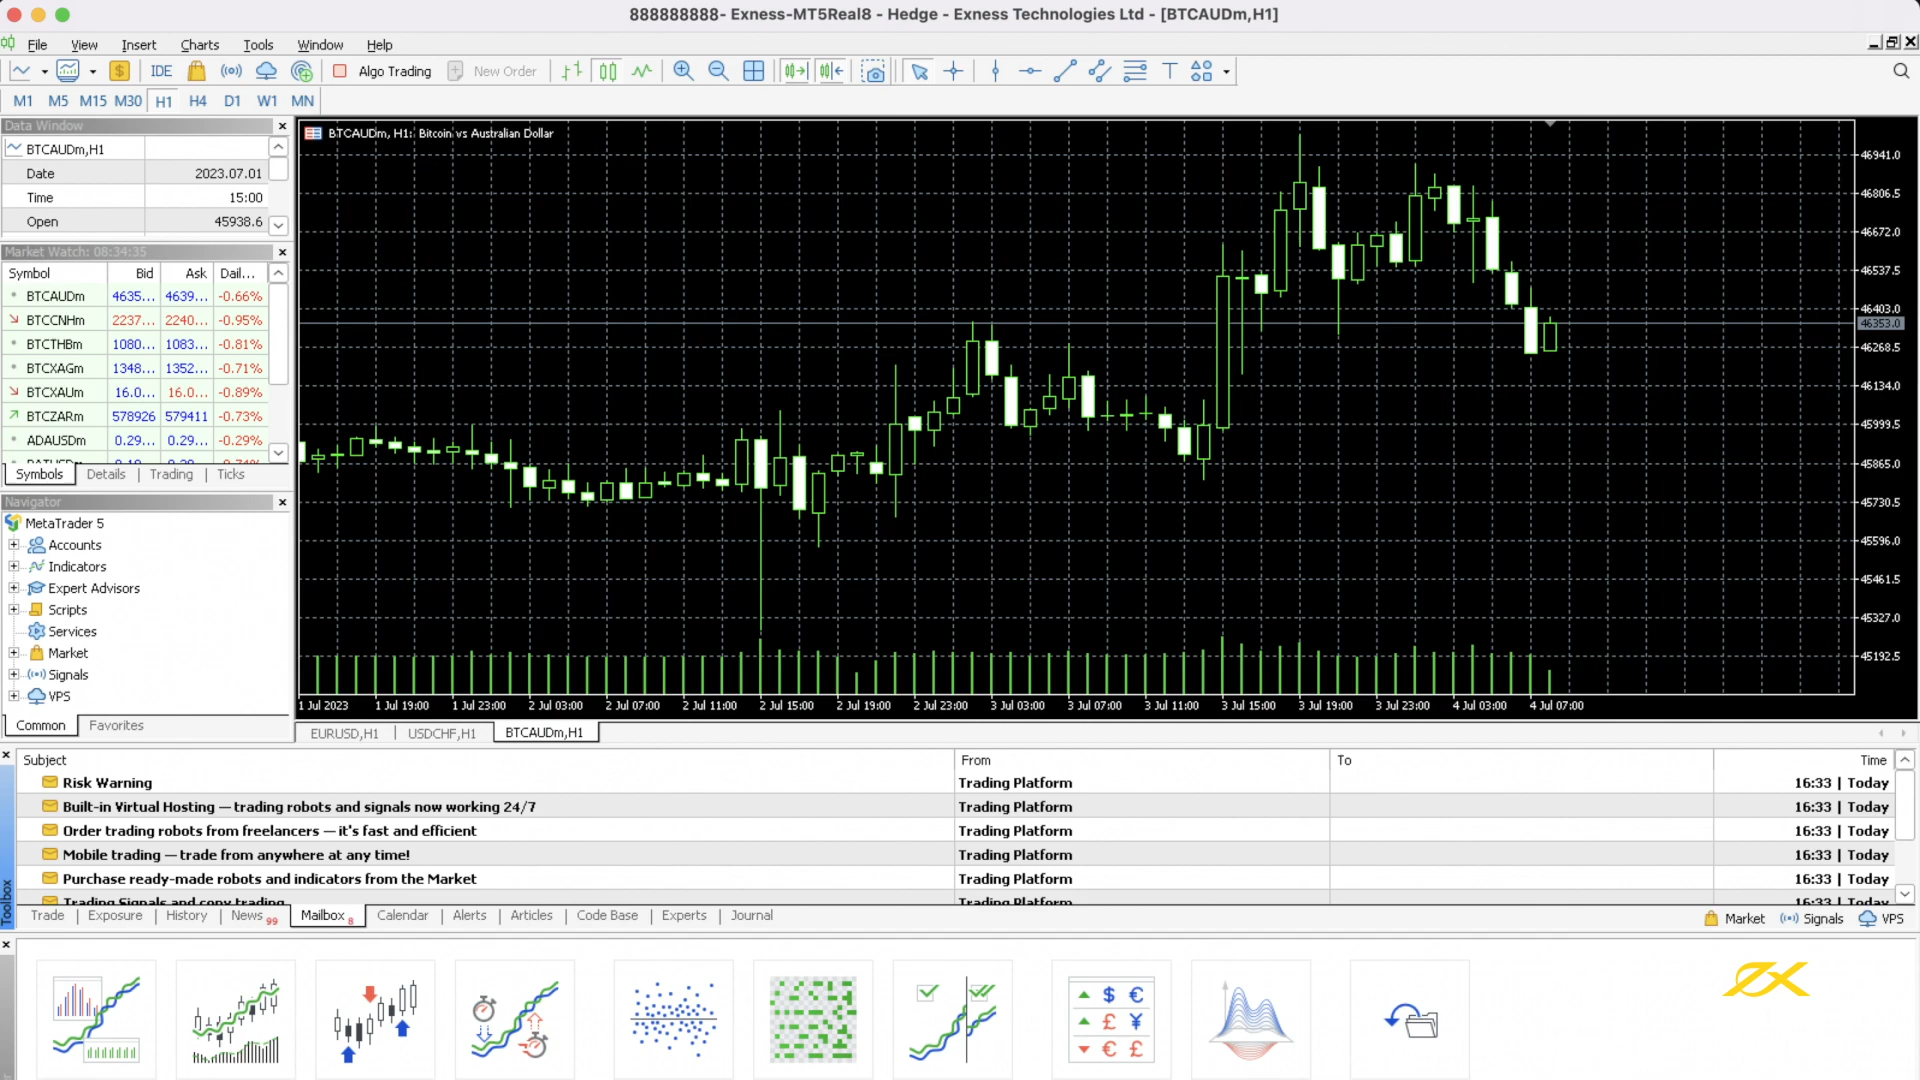 888888888- Exness-MT5Real8 - Hedge - Exness Technologies Ltd - [BTCAUDm,H1]
File View Insert Charts Tools Window Help
IDE Algo Trading New Order
M1 M5 M15 M30 H1 H4 D1 W1 MN
Data Window
BTCAUDm,H1
Date 2023.07.01
Time 15:00
Open 45938.6
Market Watch: 08:34:35
Symbol Bid Ask Dail...
BTCAUDm 4635... 4639... -0.66%
BTCCNHm 2237... 2240... -0.95%
BTCTHBm 1080... 1083... -0.81%
BTCXAGm 1348... 1352... -0.71%
BTCXAUm 16.0... 16.0... -0.89%
BTCZARm 578926 579411 -0.73%
ADAUSDm 0.29... 0.29... -0.29%
Symbols Details Trading Ticks
Navigator
MetaTrader 5
Accounts
Indicators
Expert Advisors
Scripts
Services
Market
Signals
VPS
Common Favorites
BTCAUDm, H1: Bitcoin vs Australian Dollar
46941.0
46806.5
46672.0
46537.5
46403.0
46353.0
46268.5
46134.0
45999.5
45865.0
45730.5
45596.0
45461.5
45327.0
45192.5
1 Jul 2023 1 Jul 19:00 1 Jul 23:00 2 Jul 03:00 2 Jul 07:00 2 Jul 11:00 2 Jul 15:00 2 Jul 19:00 2 Jul 23:00 3 Jul 03:00 3 Jul 07:00 3 Jul 11:00 3 Jul 15:00 3 Jul 19:00 3 Jul 23:00 4 Jul 03:00 4 Jul 07:00
EURUSD,H1 USDCHF,H1 BTCAUDm,H1
Subject From To Time
Risk Warning Trading Platform 16:33 | Today
Built-in Virtual Hosting — trading robots and signals now working 24/7 Trading Platform 16:33 | Today
Order trading robots from freelancers — it's fast and efficient Trading Platform 16:33 | Today
Mobile trading — trade from anywhere at any time! Trading Platform 16:33 | Today
Purchase ready-made robots and indicators from the Market Trading Platform 16:33 | Today
Trading Signals and copy trading Trading Platform 16:33 | Today
Toolbox
Trade Exposure History News 99 Mailbox 8 Calendar Alerts Articles Code Base Experts Journal Market Signals VPS
$ €
£ ¥
€ £